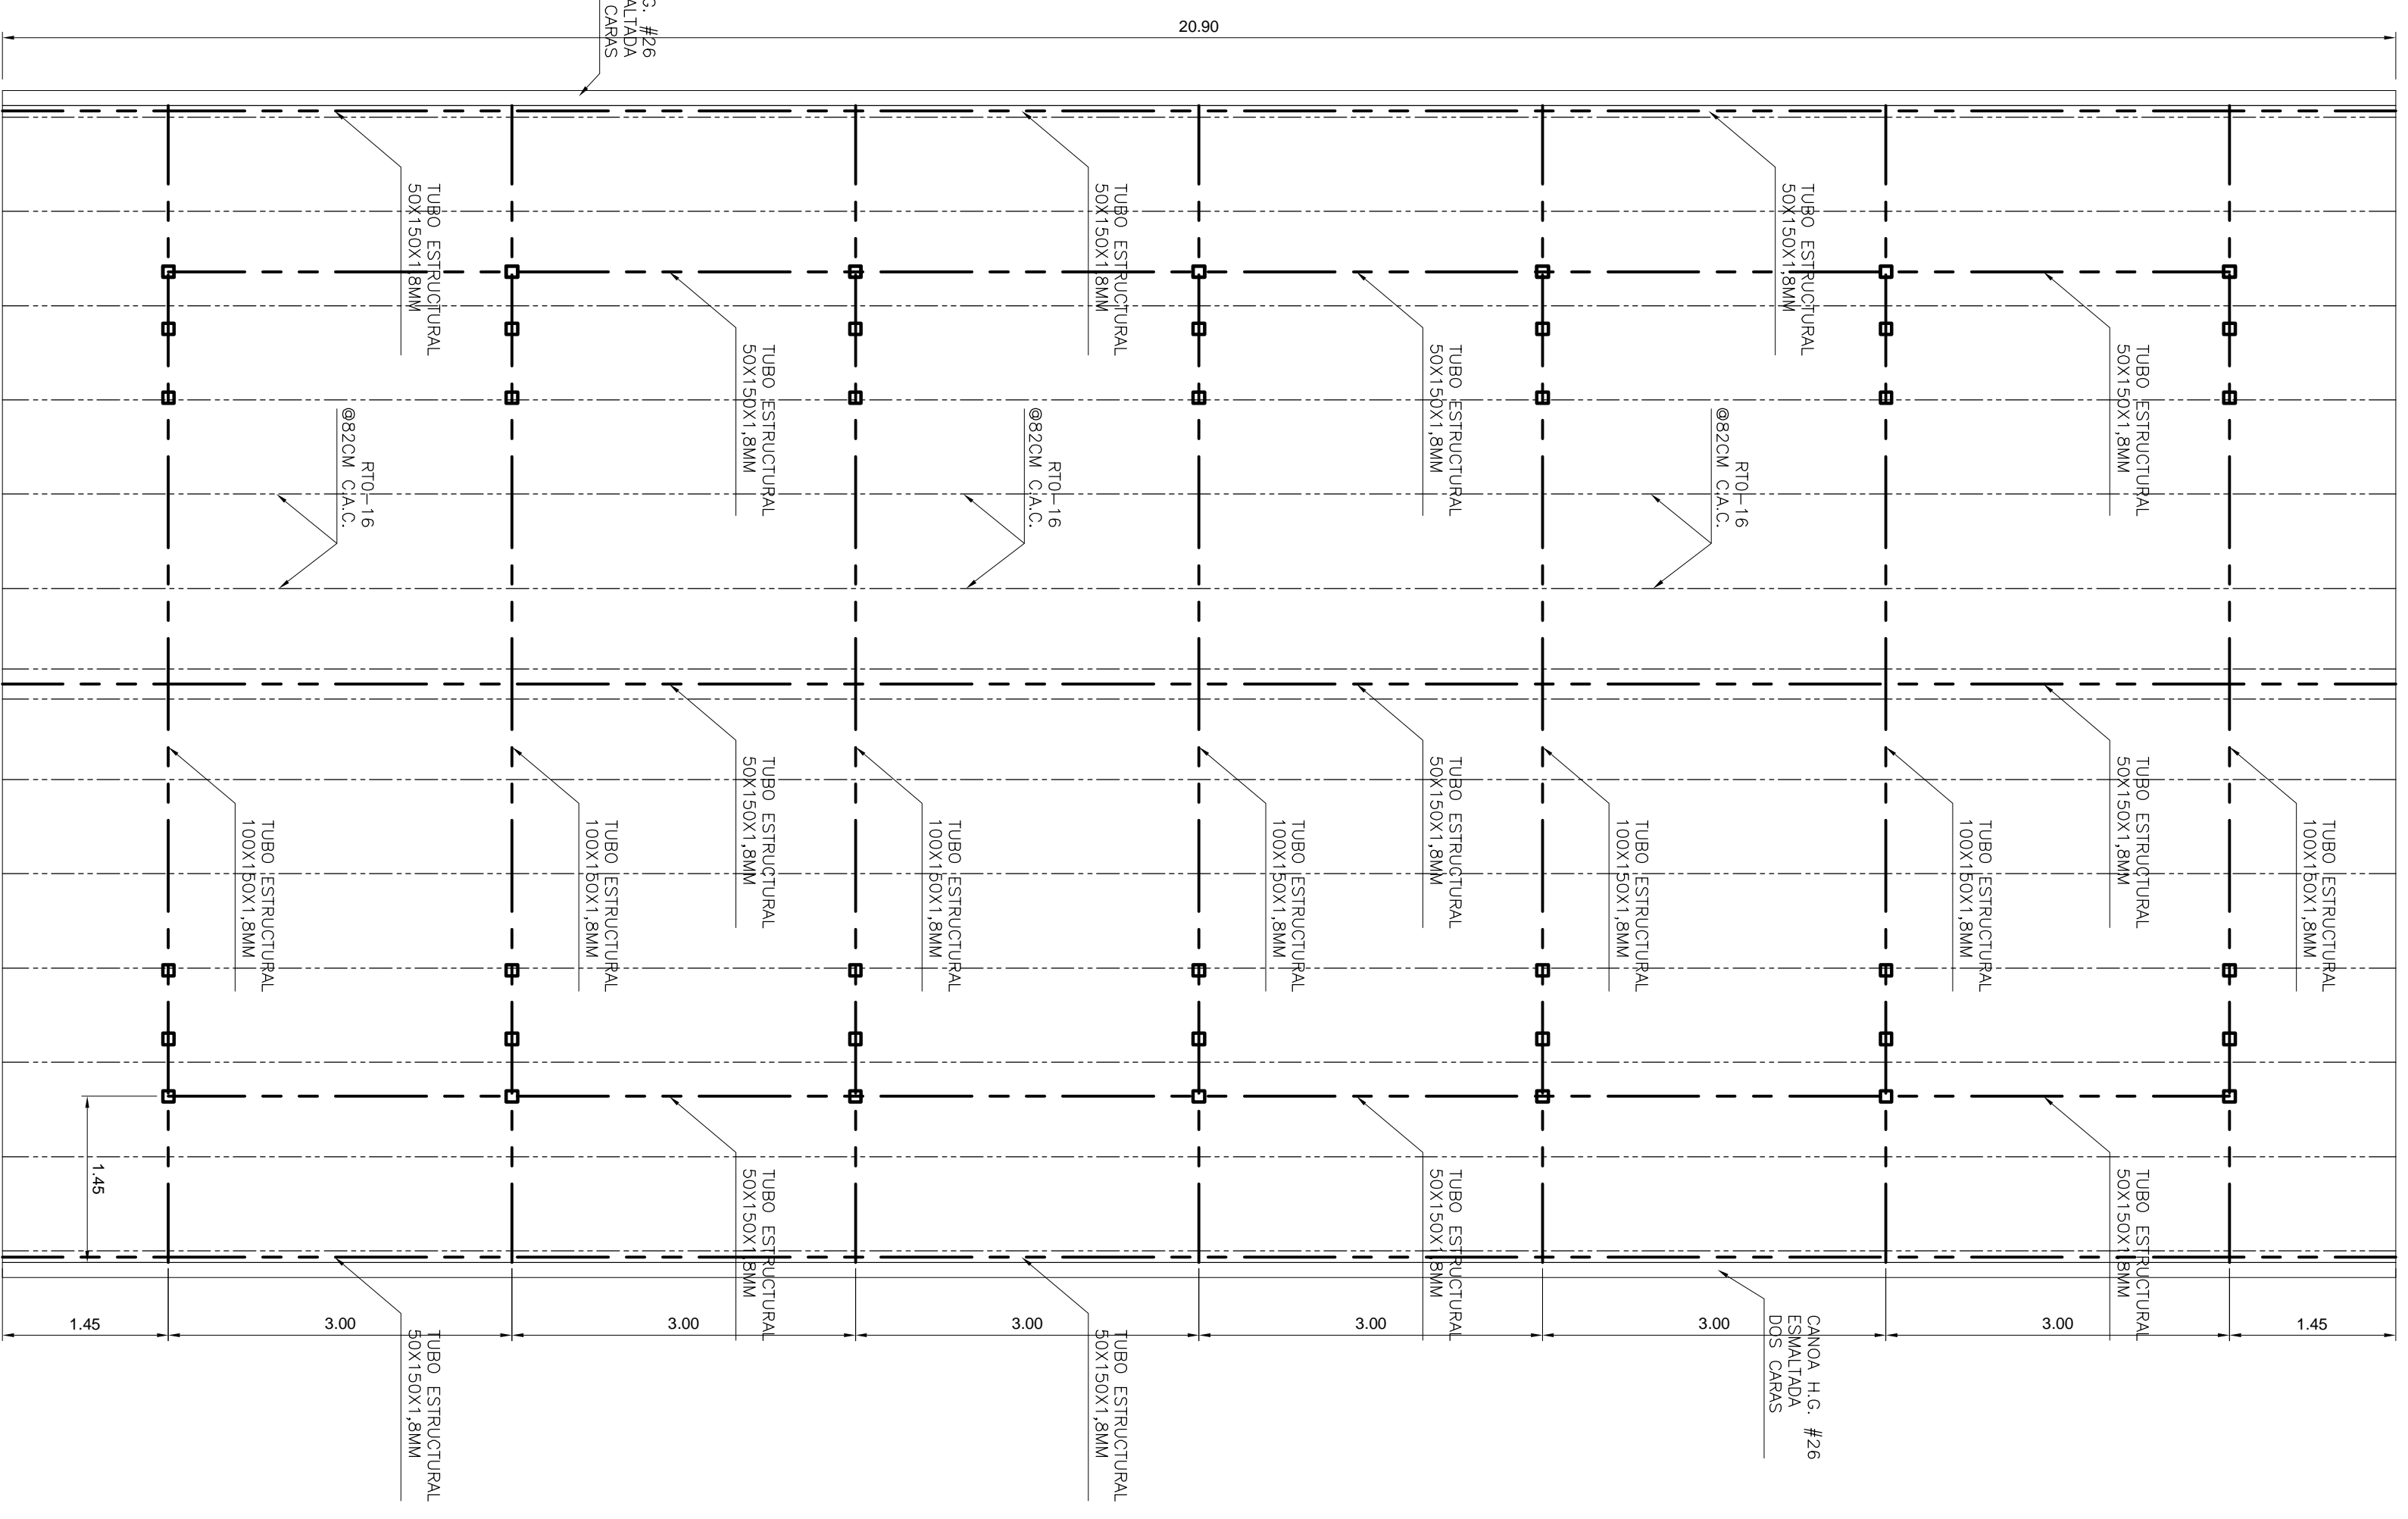 20.90
G. #26
ALTADA
CARAS
TUBO ESTRUCTURAL
50X150X1,8MM
TUBO ESTRUCTURAL
50X150X1,8MM
TUBO ESTRUCTURAL
50X150X1,8MM
TUBO ESTRUCTURAL
50X150X1,8MM
TUBO ESTRUCTURAL
50X150X1,8MM
TUBO ESTRUCTURAL
50X150X1,8MM
RT0-16
@82CM C.A.C.
RT0-16
@82CM C.A.C.
RT0-16
@82CM C.A.C.
TUBO ESTRUCTURAL
50X150X1,8MM
TUBO ESTRUCTURAL
50X150X1,8MM
TUBO ESTRUCTURAL
50X150X1,8MM
TUBO ESTRUCTURAL
100X150X1,8MM
TUBO ESTRUCTURAL
100X150X1,8MM
TUBO ESTRUCTURAL
100X150X1,8MM
TUBO ESTRUCTURAL
100X150X1,8MM
TUBO ESTRUCTURAL
100X150X1,8MM
TUBO ESTRUCTURAL
100X150X1,8MM
TUBO ESTRUCTURAL
100X150X1,8MM
1.45
TUBO ESTRUCTURAL
50X150X1,8MM
TUBO ESTRUCTURAL
50X150X1,8MM
TUBO ESTRUCTURAL
50X150X1,8MM
1.45
3.00
3.00
3.00
3.00
3.00
3.00
1.45
TUBO ESTRUCTURAL
50X150X1,8MM
TUBO ESTRUCTURAL
50X150X1,8MM
CANOA H.G. #26
ESMALTADA
DOS CARAS